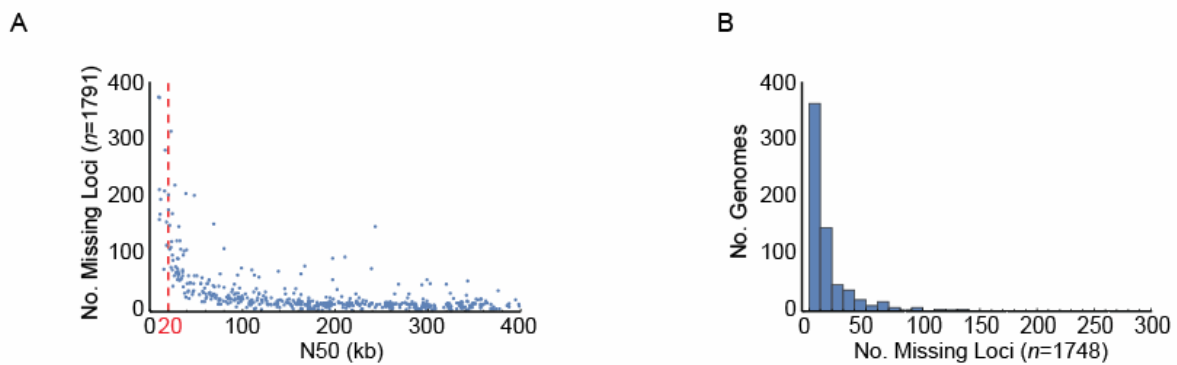 A
B
No. Missing Loci (n=1791)
400
300
200
100
0
0 20 100 200 300 400
N50 (kb)
No. Genomes
400
300
200
100
0
0 50 100 150 200 250 300
No. Missing Loci (n=1748)